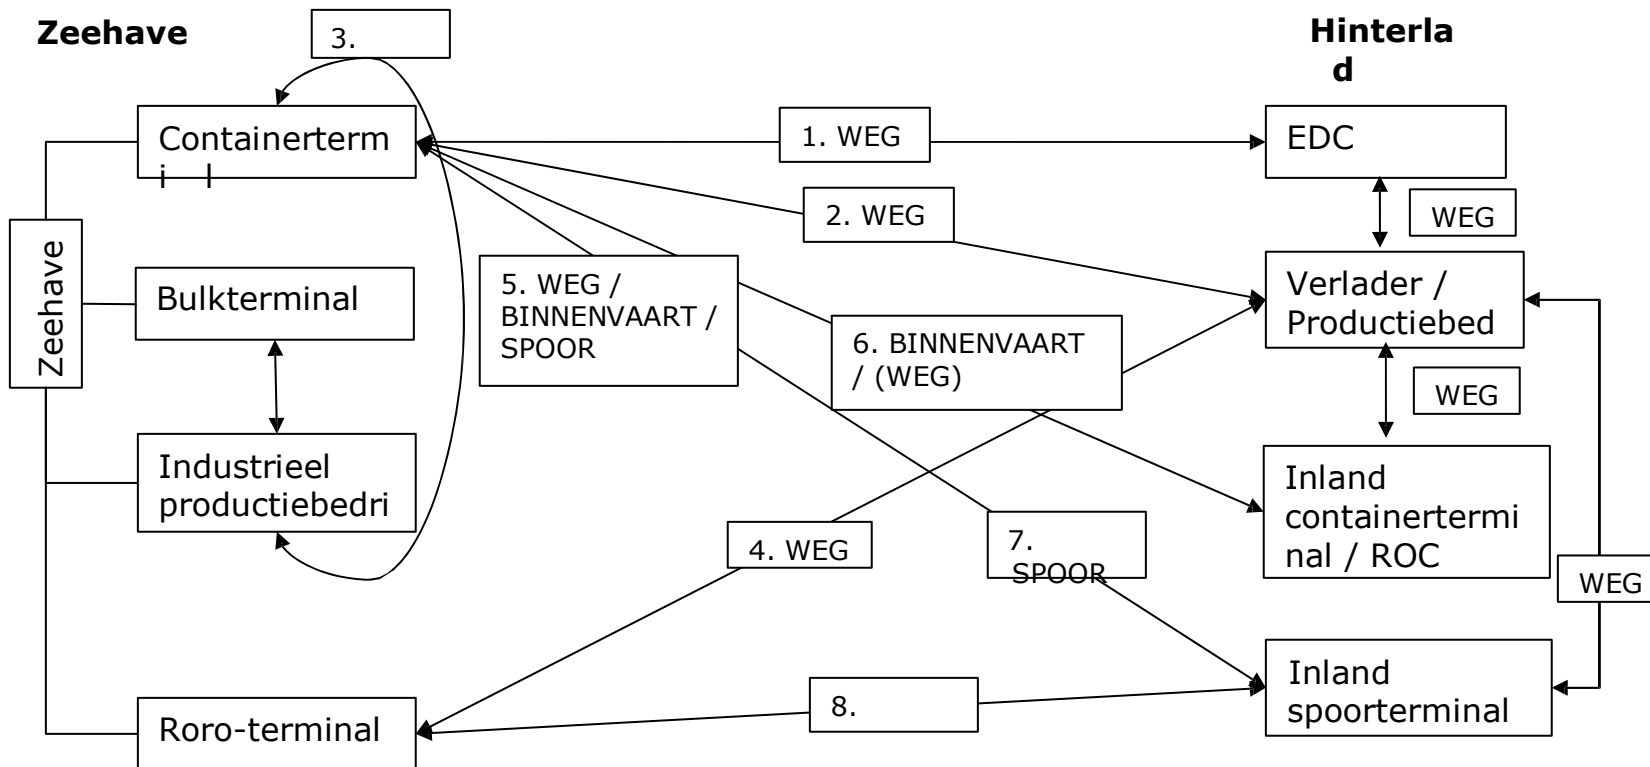 Zeehave
Hinterla
d
3.
Containerterm
i l
1. WEG
EDC
2. WEG
WEG
Zeehave
Bulkterminal
5. WEG /
BINNENVAART /
SPOOR
Verlader /
Productiebed
6. BINNENVAART
/ (WEG)
WEG
Industrieel
productiebedri
Inland
containertermi
nal / ROC
4. WEG
7.
SPOOR
WEG
Inland
spoorterminal
8.
Roro-terminal